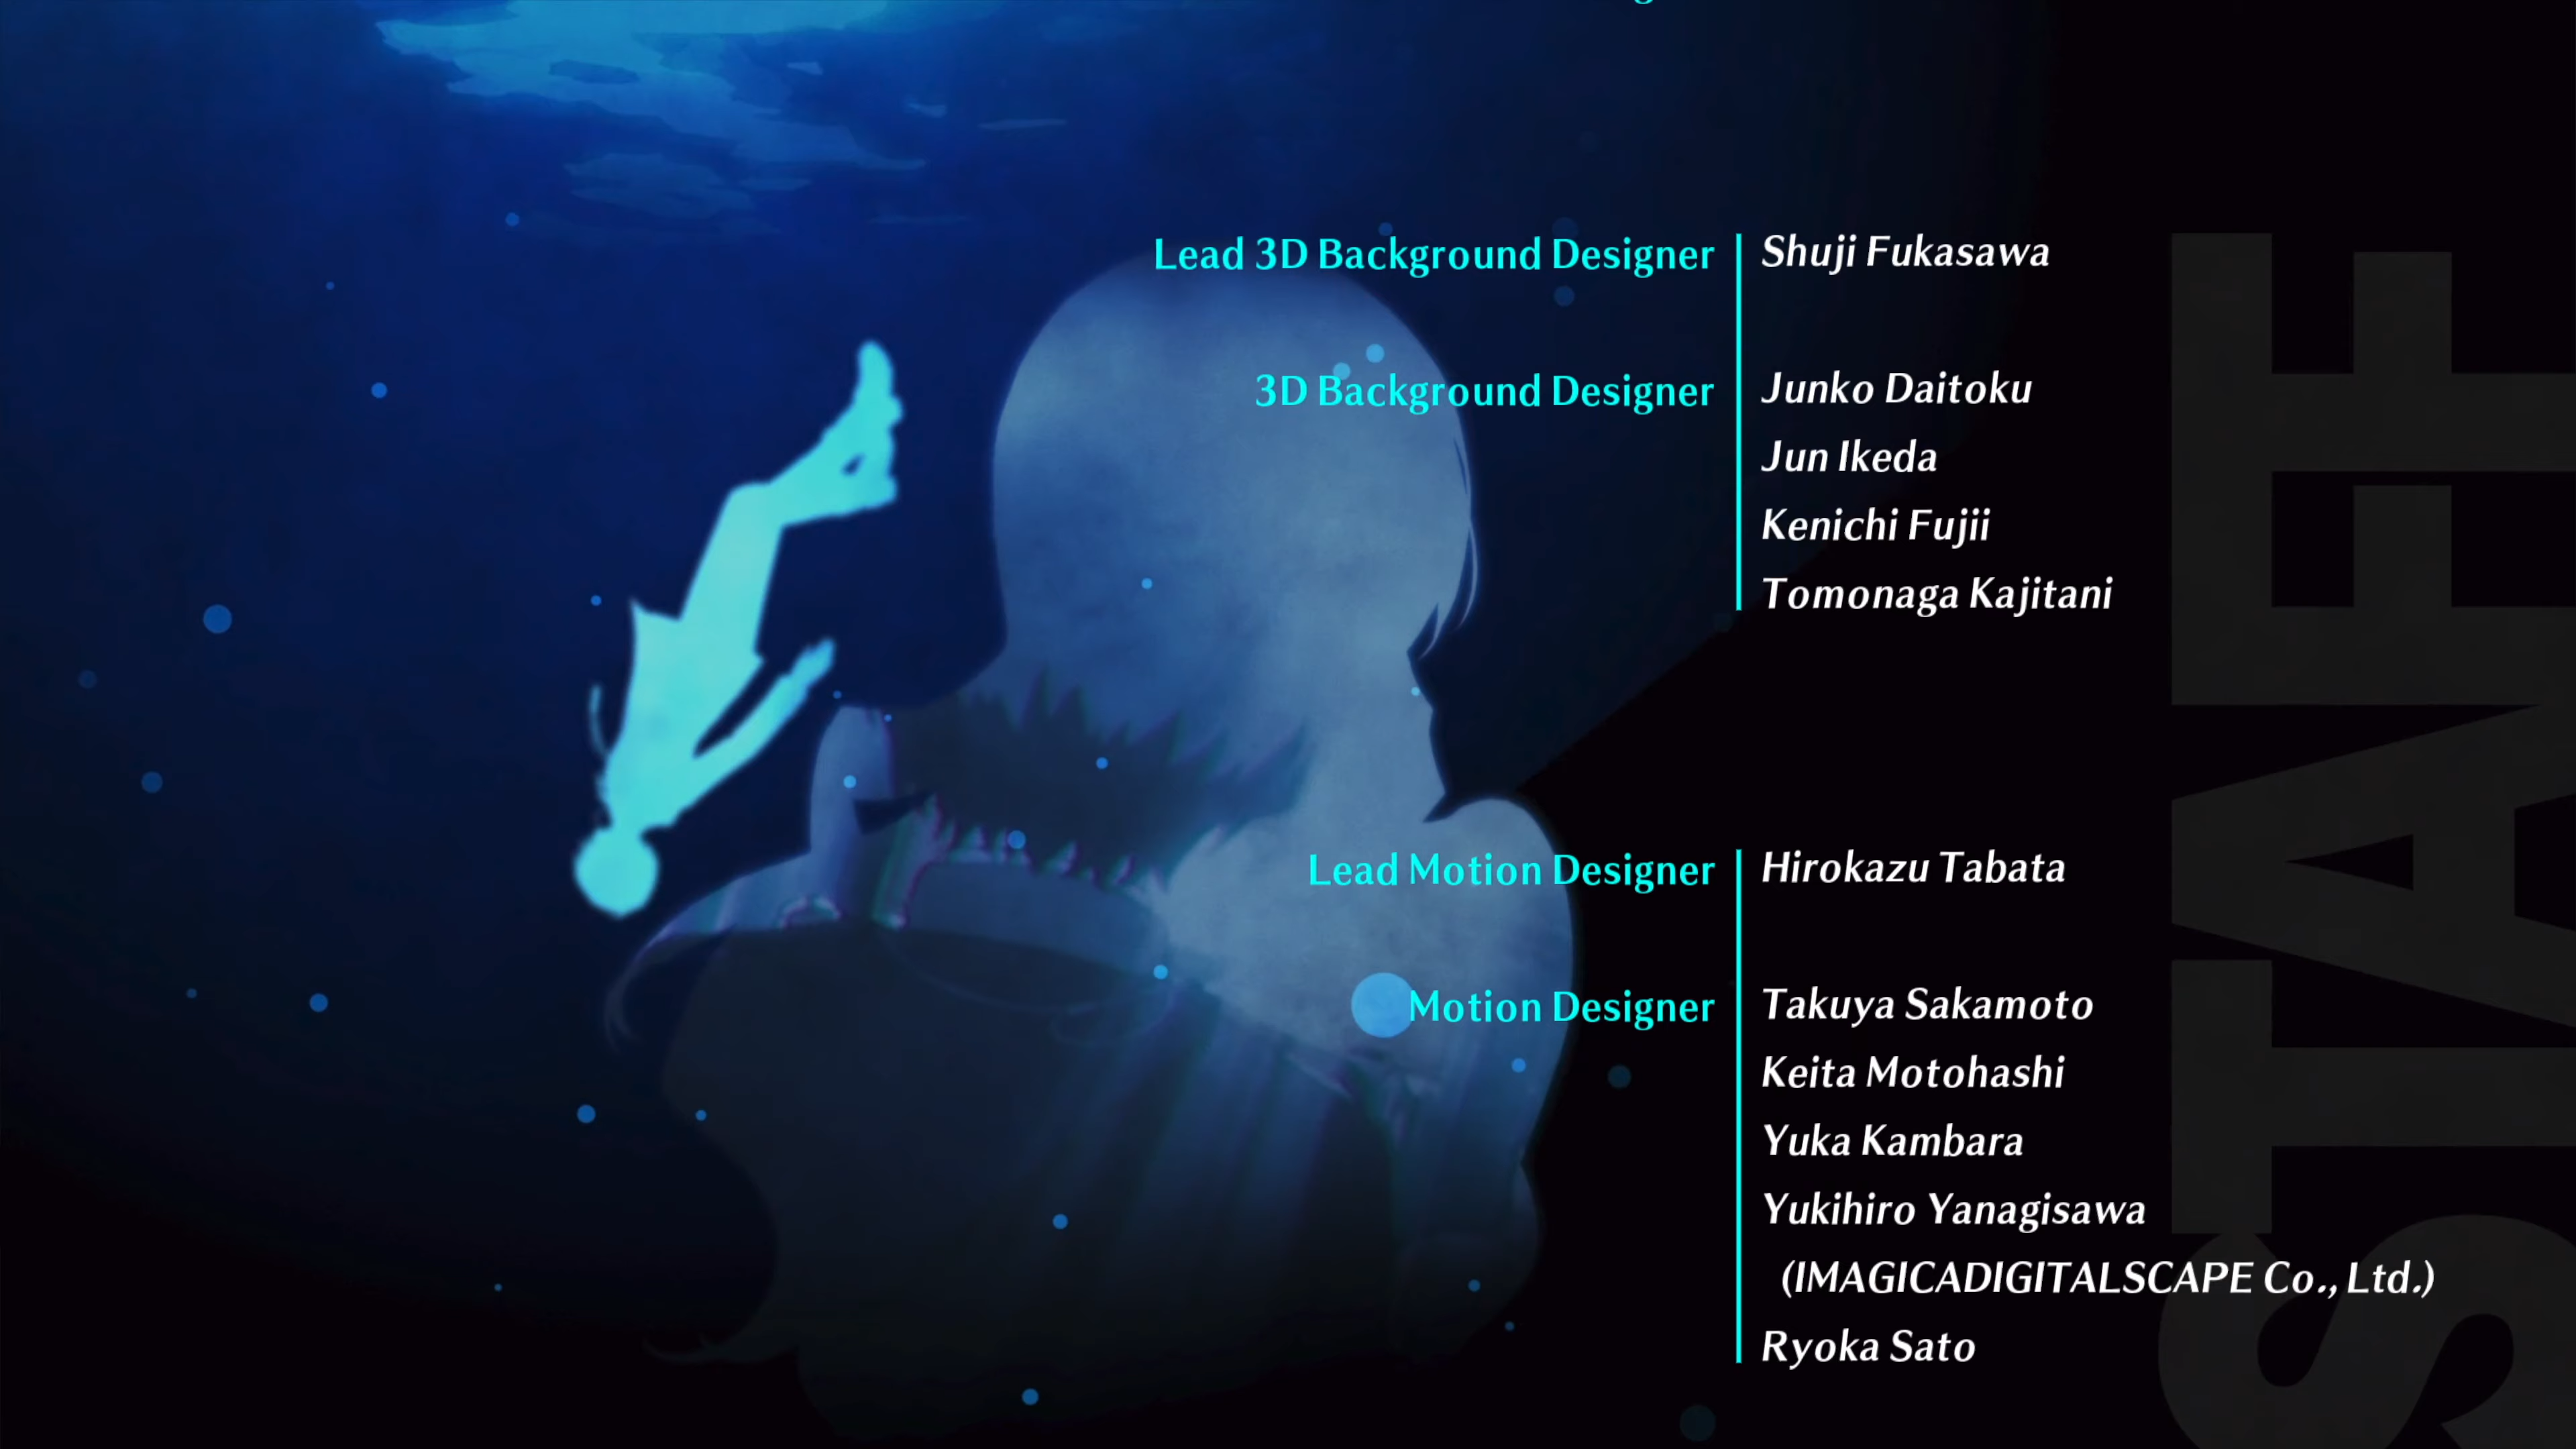 Lead 3D Background Designer Shuji Fukasawa
3D Background Designer Junko Daitoku
Jun Ikeda
Kenichi Fujii
Tomonaga Kajitani
Lead Motion Designer Hirokazu Tabata
Motion Designer Takuya Sakamoto
Keita Motohashi
Yuka Kambara
Yukihiro Yanagisawa
(IMAGICADIGITALSCAPE Co., Ltd.)
Ryoka Sato
STAFF